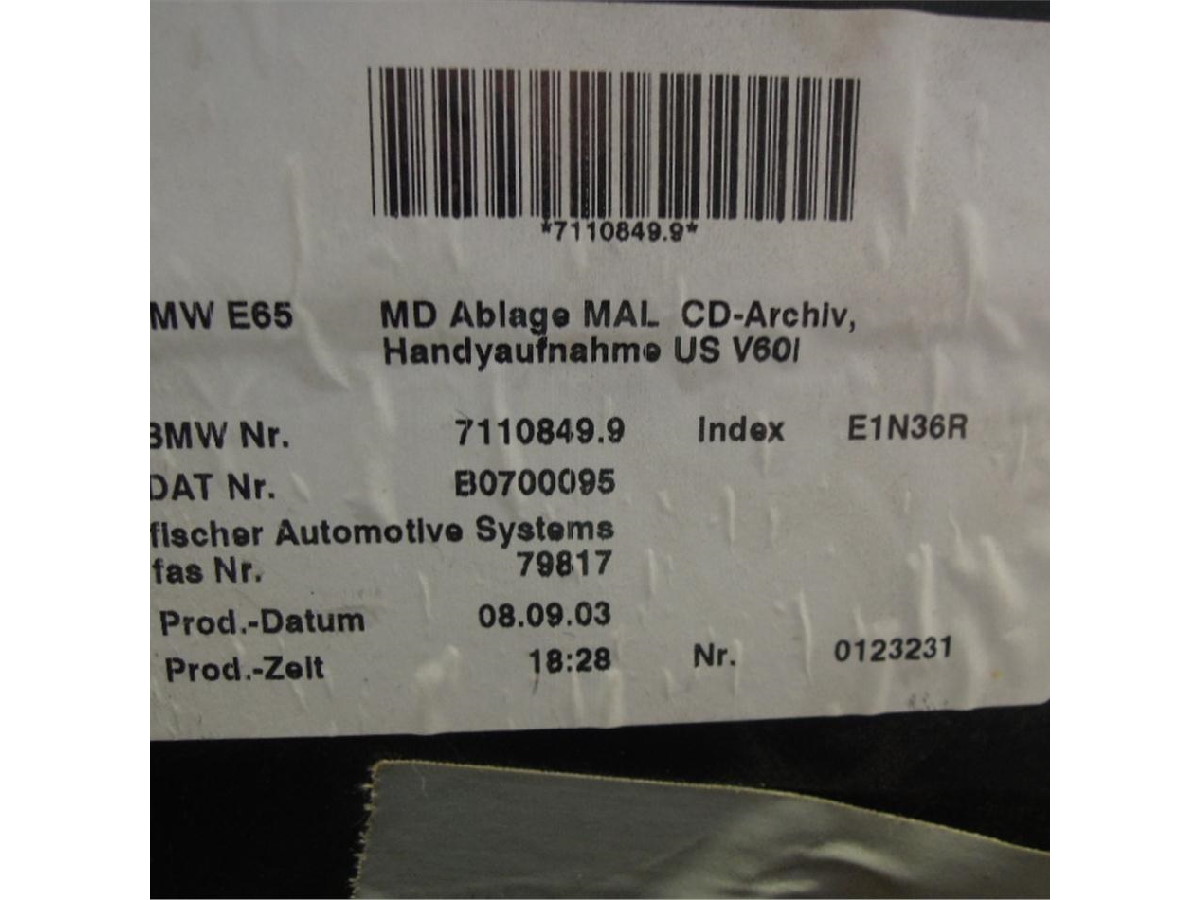 *7110849.9*
MW E65 MD Ablage MAL CD-Archiv,
Handyaufnahme US V60I
BMW Nr. 7110849.9 Index E1N36R
DAT Nr. B0700095
fischer Automotive Systems
fas Nr. 79817
Prod.-Datum 08.09.03
Prod.-Zeit 18:28 Nr. 0123231